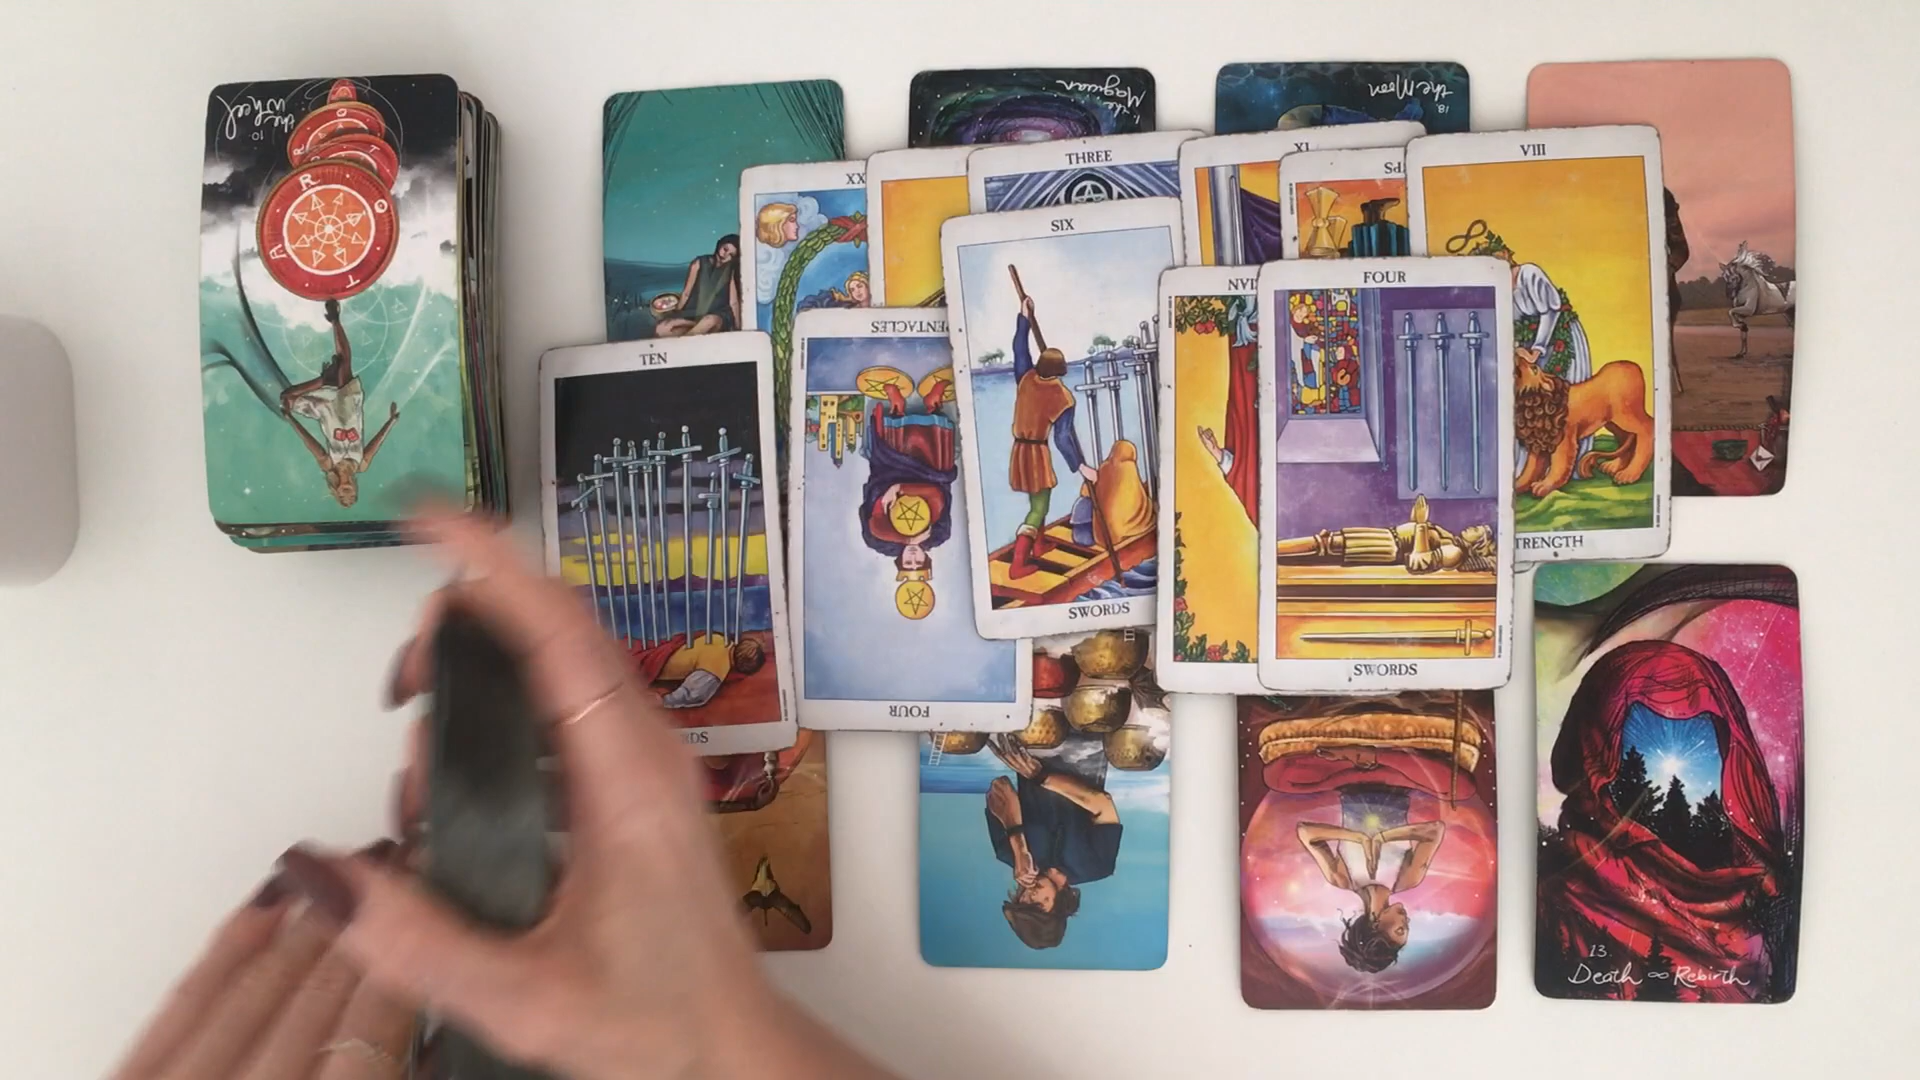 10.
the
Wheel
T
A
R
O
T
A
R
O
T
1.
the
Magician
18.
the Moon
XX
THREE
XI
VIII
SIX
FOUR
TEN
PENTACLES
STRENGTH
SWORDS
SWORDS
FOUR
13.
Death ∞ Rebirth